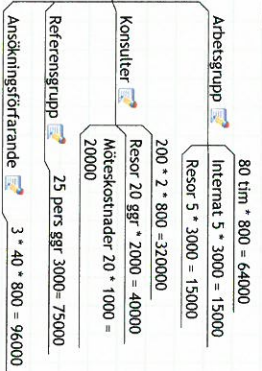 Arbetsgrupp
80 tim * 800 = 64000
Internat 5 * 3000 = 15000
Resor 5 * 3000 = 15000
Konsulter
200 * 2 * 800 =320000
Resor 20 ggr * 2000 = 40000
Möteskostnader 20 * 1000 =
20000
Referensgrupp
25 pers ggr 3000= 75000
Ansökningsförfarande
3 * 40 * 800 = 96000